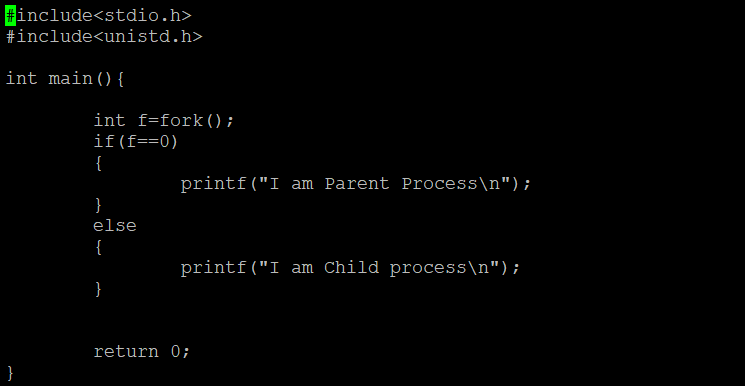 #include<stdio.h>
#include<unistd.h>
int main(){
int f=fork();
if(f==0)
{
printf("I am Parent Process\n");
}
else
{
printf("I am Child process\n");
}
return 0;
}